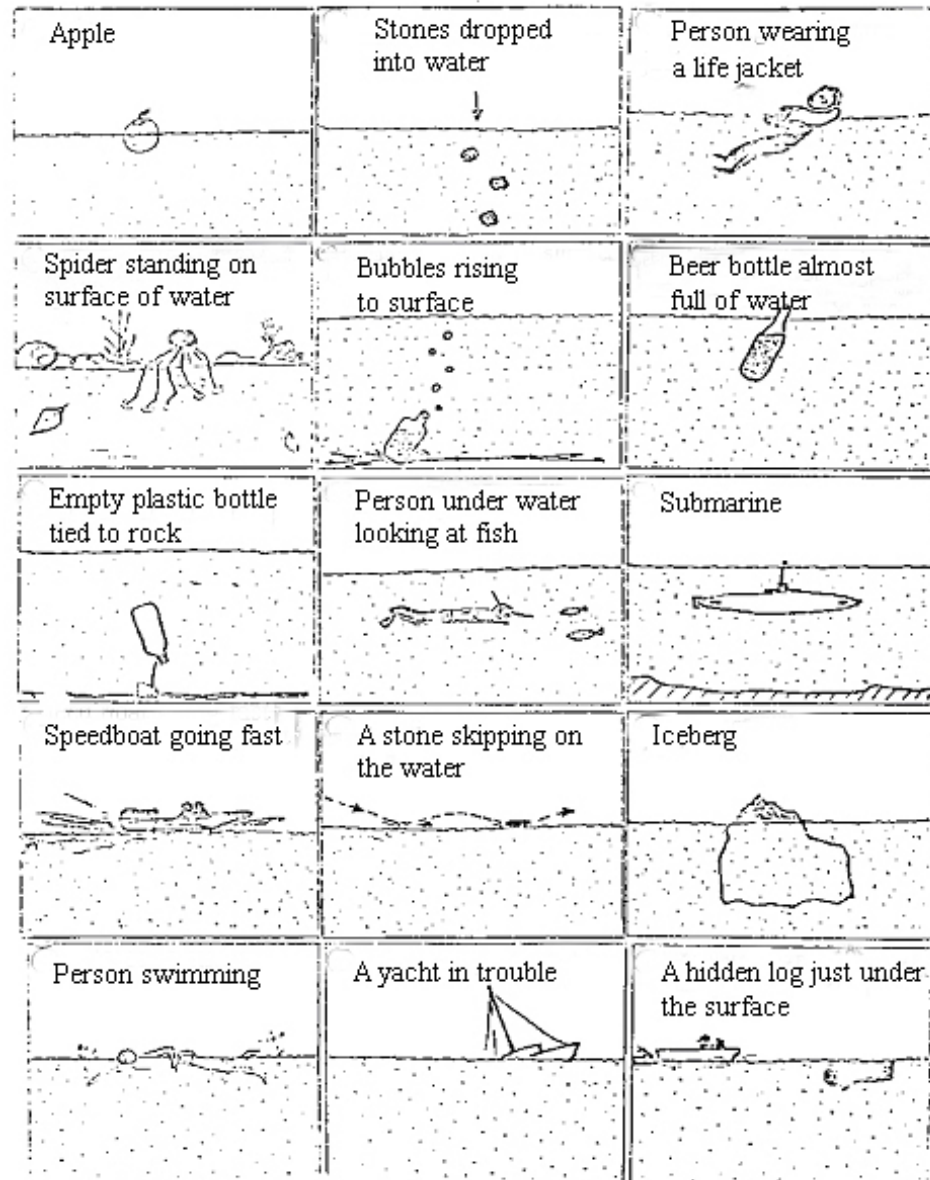 Apple
Stones dropped
into water
Person wearing
a life jacket
Spider standing on
surface of water
Bubbles rising
to surface
Beer bottle almost
full of water
Empty plastic bottle
tied to rock
Person under water
looking at fish
Submarine
Speedboat going fast
A stone skipping on
the water
Iceberg
Person swimming
A yacht in trouble
A hidden log just under
the surface